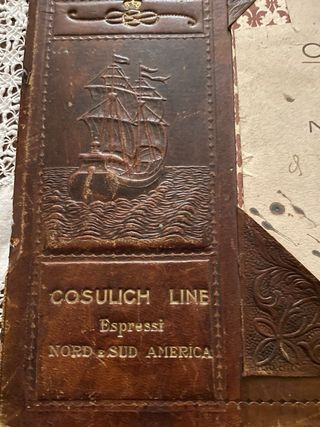 COSULICH LINE
Espressi
NORD E SUD AMERICA
O
N
&